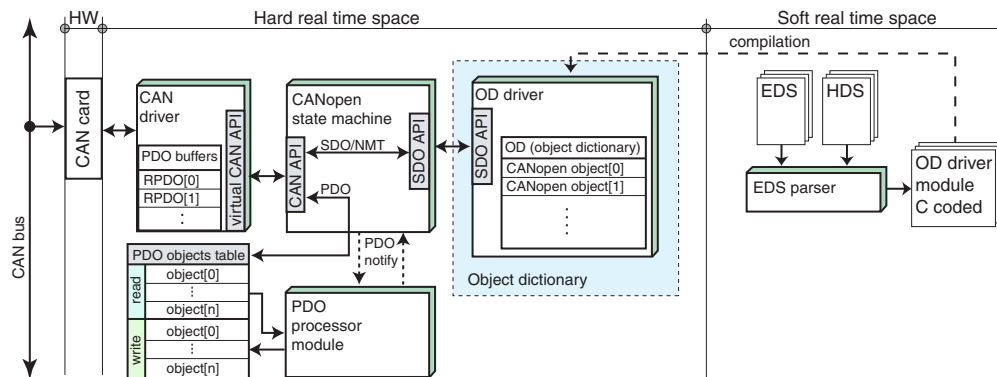 HW
Hard real time space
Soft real time space
compilation
CAN bus
CAN card
CAN
driver
PDO buffers
RPDO[0]
RPDO[1]
virtual CAN API
CANopen
state machine
CAN API
SDO/NMT
SDO API
PDO
OD driver
SDO API
OD (object dictionary)
CANopen object[0]
CANopen object[1]
Object dictionary
EDS
HDS
EDS parser
OD driver
module
C coded
PDO objects table
read
object[0]
object[n]
write
object[0]
object[n]
PDO
notify
PDO
processor
module